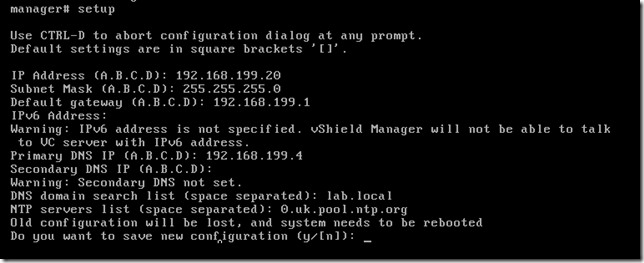 manager# setup
Use CTRL-D to abort configuration dialog at any prompt.
Default settings are in square brackets '[]'.
IP Address (A.B.C.D): 192.168.199.20
Subnet Mask (A.B.C.D): 255.255.255.0
Default gateway (A.B.C.D): 192.168.199.1
IPv6 Address:
Warning: IPv6 address is not specified. vShield Manager will not be able to talk
to VC server with IPv6 address.
Primary DNS IP (A.B.C.D): 192.168.199.4
Secondary DNS IP (A.B.C.D):
Warning: Secondary DNS not set.
DNS domain search list (space separated): lab.local
NTP servers list (space separated): 0.uk.pool.ntp.org
Old configuration will be lost, and system needs to be rebooted
Do you want to save new configuration (y/[n]): _